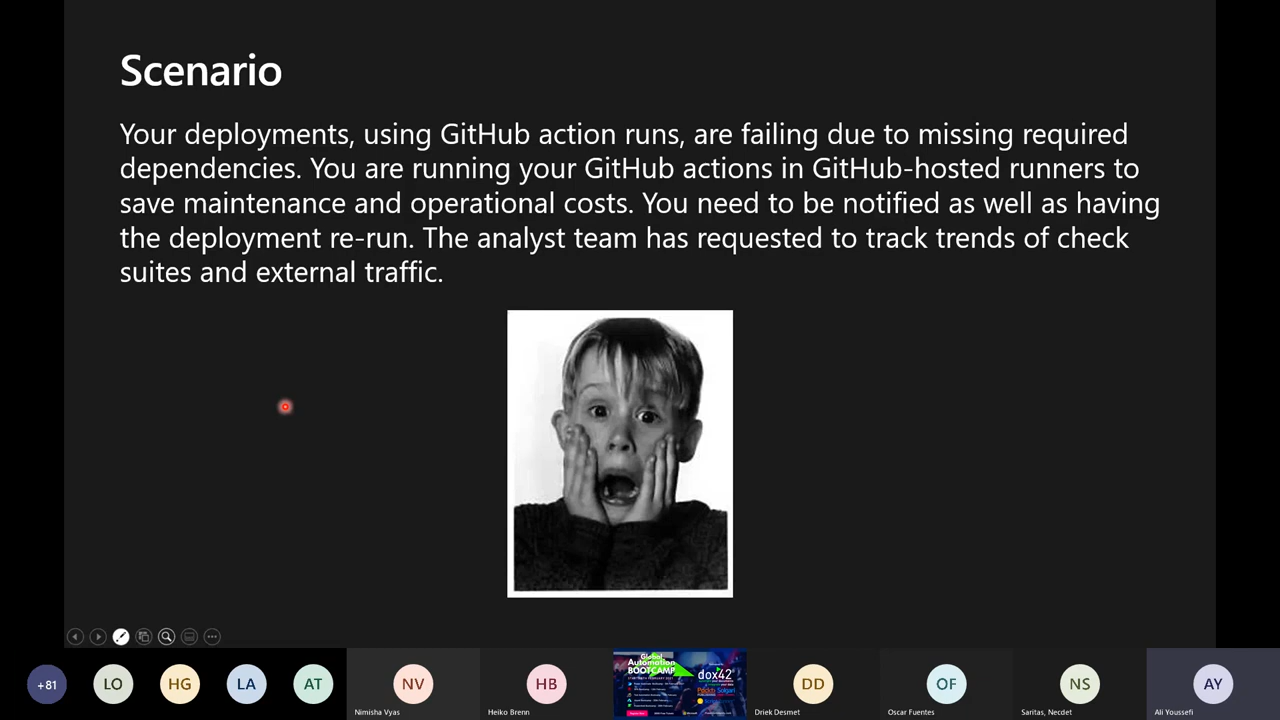 Scenario
Your deployments, using GitHub action runs, are failing due to missing required
dependencies. You are running your GitHub actions in GitHub-hosted runners to
save maintenance and operational costs. You need to be notified as well as having
the deployment re-run. The analyst team has requested to track trends of check
suites and external traffic.
+81
LO
HG
LA
AT
NV
Nimisha Vyas
HB
Heiko Brenn
Global
Automation
BOOTCAMP
dox42
DD
Driek Desmet
OF
Oscar Fuentes
NS
Saritas, Necdet
AY
Ali Youssefi